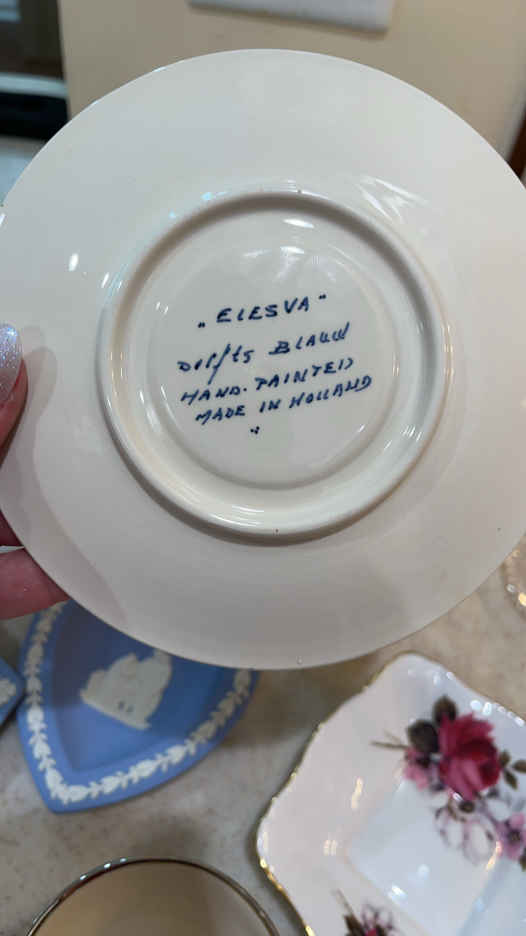 „ELESVA"
Delfts BLAUW
HAND-PAINTED
MADE IN HOLLAND